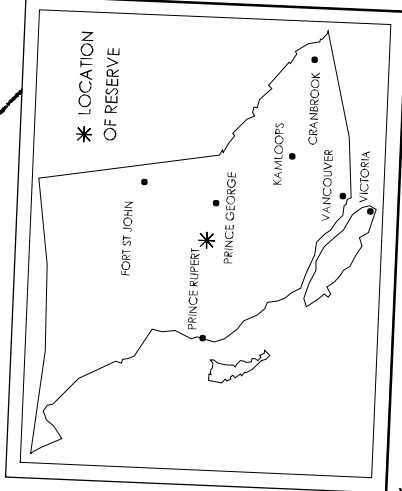 ✳ LOCATION
OF RESERVE
FORT ST JOHN
PRINCE RUPERT
PRINCE GEORGE
KAMLOOPS
CRANBROOK
VANCOUVER
VICTORIA